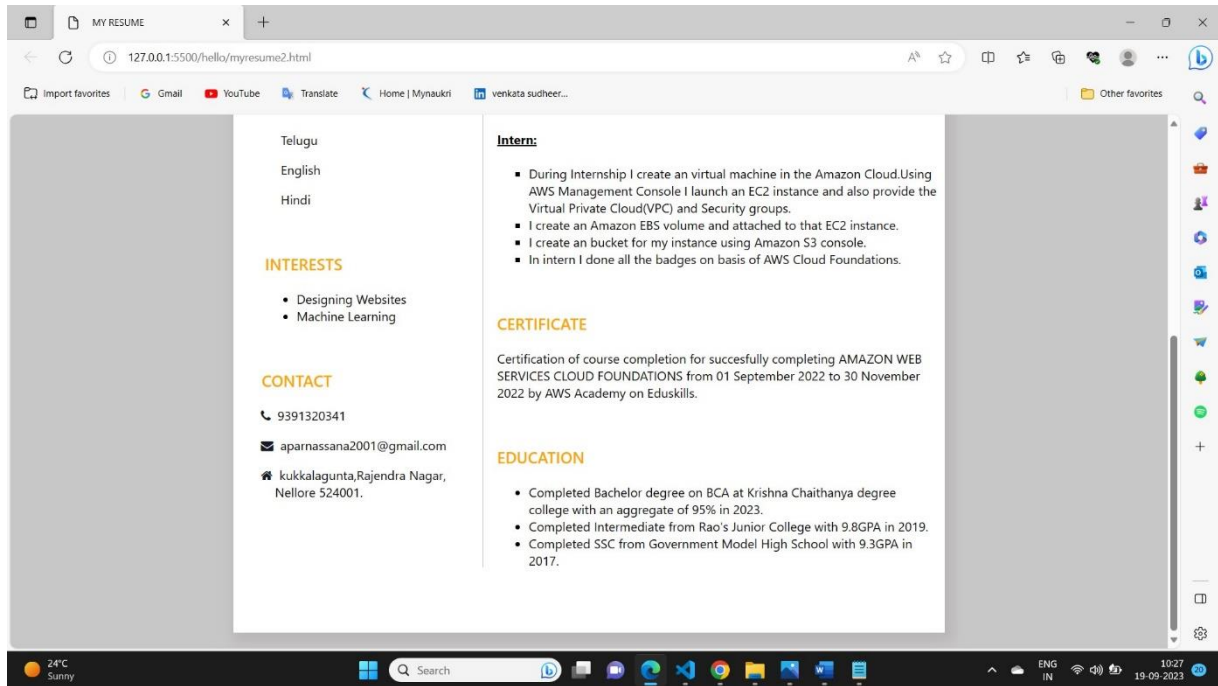 MY RESUME
127.0.0.1:5500/hello/myresume2.html
Import favorites
Gmail
YouTube
Translate
Home | Mynaukri
venkata sudheer...
Other favorites
Telugu
English
Hindi
INTERESTS
Designing Websites
Machine Learning
CONTACT
9391320341
aparnassana2001@gmail.com
kukkalagunta,Rajendra Nagar,
Nellore 524001.
Intern:
During Internship I create an virtual machine in the Amazon Cloud.Using
AWS Management Console I launch an EC2 instance and also provide the
Virtual Private Cloud(VPC) and Security groups.
I create an Amazon EBS volume and attached to that EC2 instance.
I create an bucket for my instance using Amazon S3 console.
In intern I done all the badges on basis of AWS Cloud Foundations.
CERTIFICATE
Certification of course completion for succesfully completing AMAZON WEB
SERVICES CLOUD FOUNDATIONS from 01 September 2022 to 30 November
2022 by AWS Academy on Eduskills.
EDUCATION
Completed Bachelor degree on BCA at Krishna Chaithanya degree
college with an aggregate of 95% in 2023.
Completed Intermediate from Rao's Junior College with 9.8GPA in 2019.
Completed SSC from Government Model High School with 9.3GPA in
2017.
24°C
Sunny
Search
ENG
IN
10:27
19-09-2023
20